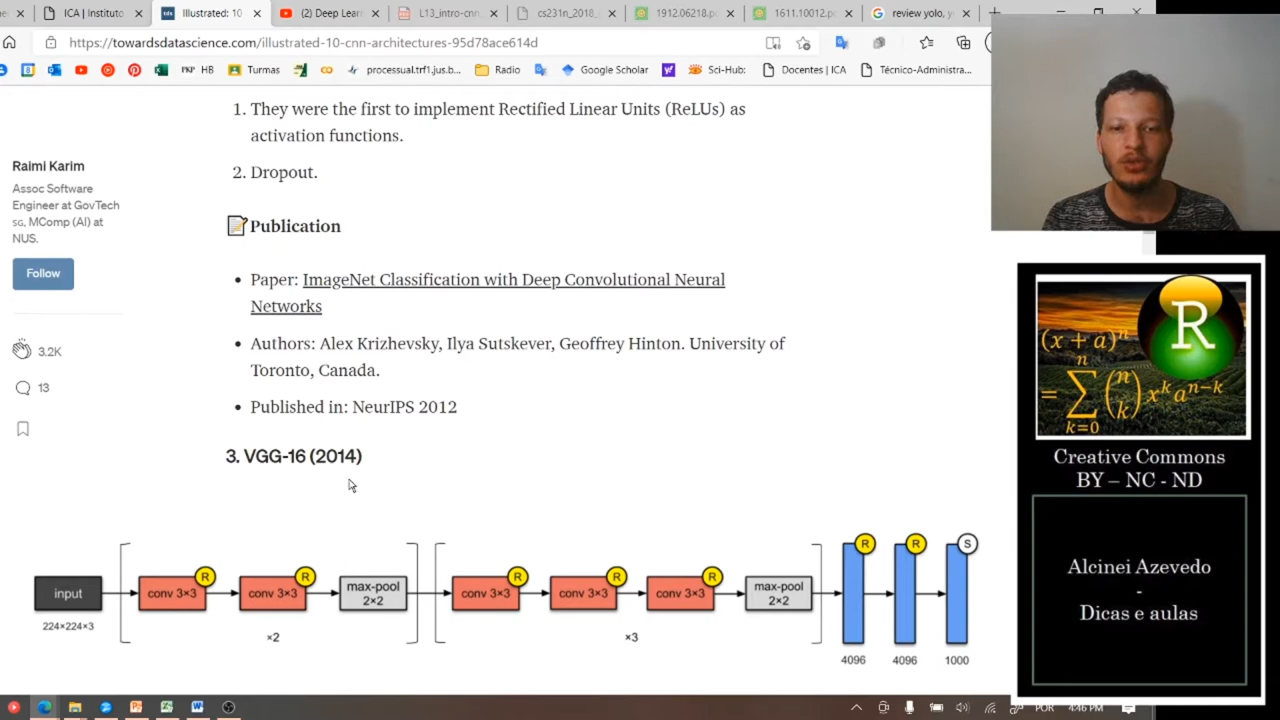 ICA | Instituto
Illustrated: 10
(2) Deep Learn
L13_intro-cnn
cs231n_2018_
1912.06218.p
1611.10012.p
review yolo, y
https://towardsdatascience.com/illustrated-10-cnn-architectures-95d78ace614d
HB
Turmas
processual.trf1.jus.b...
Radio
Google Scholar
Sci-Hub:
Docentes | ICA
Técnico-Administra...
1. They were the first to implement Rectified Linear Units (ReLUs) as
activation functions.
2. Dropout.
Raimi Karim
Assoc Software
Engineer at GovTech
SG, MComp (AI) at
NUS.
Follow
3.2K
13
Publication
• Paper: ImageNet Classification with Deep Convolutional Neural
Networks
• Authors: Alex Krizhevsky, Ilya Sutskever, Geoffrey Hinton. University of
Toronto, Canada.
• Published in: NeurIPS 2012
3. VGG-16 (2014)
input
224×224×3
conv 3×3
R
conv 3×3
R
max-pool
2×2
×2
conv 3×3
R
conv 3×3
R
conv 3×3
R
max-pool
2×2
×3
R
4096
R
4096
S
1000
R
(x + a)^n
= ∑_{k=0}^{n} (n k) x^k a^{n−k}
Creative Commons
BY – NC - ND
Alcinei Azevedo
-
Dicas e aulas
POR
4:46 PM